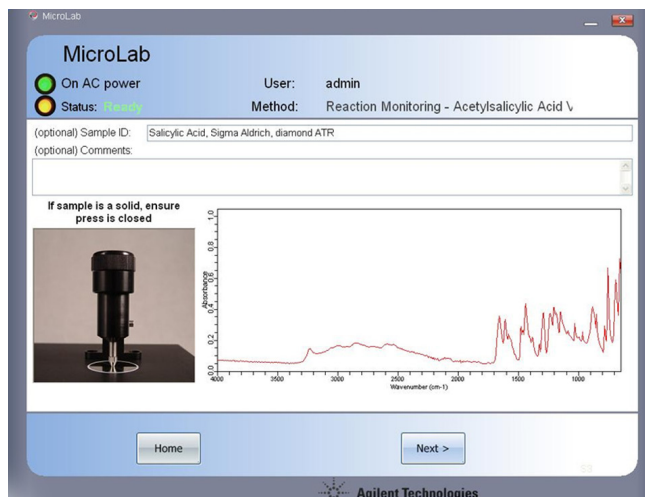 MicroLab
MicroLab
On AC power
User: admin
Status: Ready
Method: Reaction Monitoring - Acetylsalicylic Acid V
(optional) Sample ID: Salicylic Acid, Sigma Aldrich, diamond ATR
(optional) Comments:
If sample is a solid, ensure
press is closed
1.0
0.8
0.6
Absorbance
0.4
0.2
0.0
4000 3500 3000 2500 2000 1500 1000
Wavenumber (cm-1)
Home
Next >
Agilent Technologies